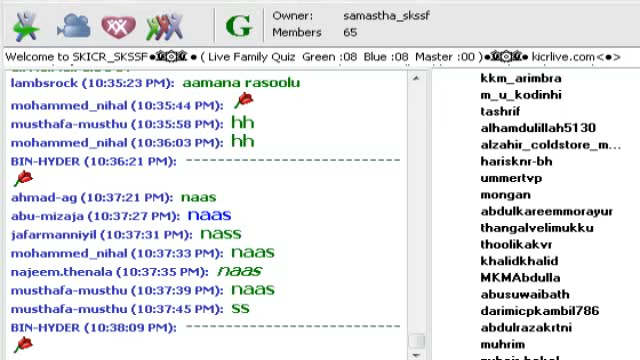 G
Owner: samastha_skssf
Members 65
Welcome to SKICR_SKSSF ( Live Family Quiz Green :08 Blue :08 Master :00 ) kicrlive.com<●>
lambsrock (10:35:23 PM): aamana rasoolu
mohammed_nihal (10:35:44 PM):
musthafa-musthu (10:35:58 PM): hh
mohammed_nihal (10:36:03 PM): hh
BIN-HYDER (10:36:21 PM): --------------------------------
ahmad-ag (10:37:21 PM): naas
abu-mizaja (10:37:27 PM): naas
jafarmanniyil (10:37:31 PM): nass
mohammed_nihal (10:37:33 PM): naas
najeem.thenala (10:37:35 PM): naas
musthafa-musthu (10:37:39 PM): naas
musthafa-musthu (10:37:45 PM): ss
BIN-HYDER (10:38:09 PM): --------------------------------
kkm_arimbra
m_u_kodinhi
tashrif
alhamdulillah5130
alzahir_coldstore_m...
harisknr-bh
ummertvp
mongan
abdulkareemmorayur
thangalvelimukku
thoolikakvr
khalidkhalid
MKMAbdulla
abusuwaibath
darimicpkambil786
abdulrazakrtni
muhrim